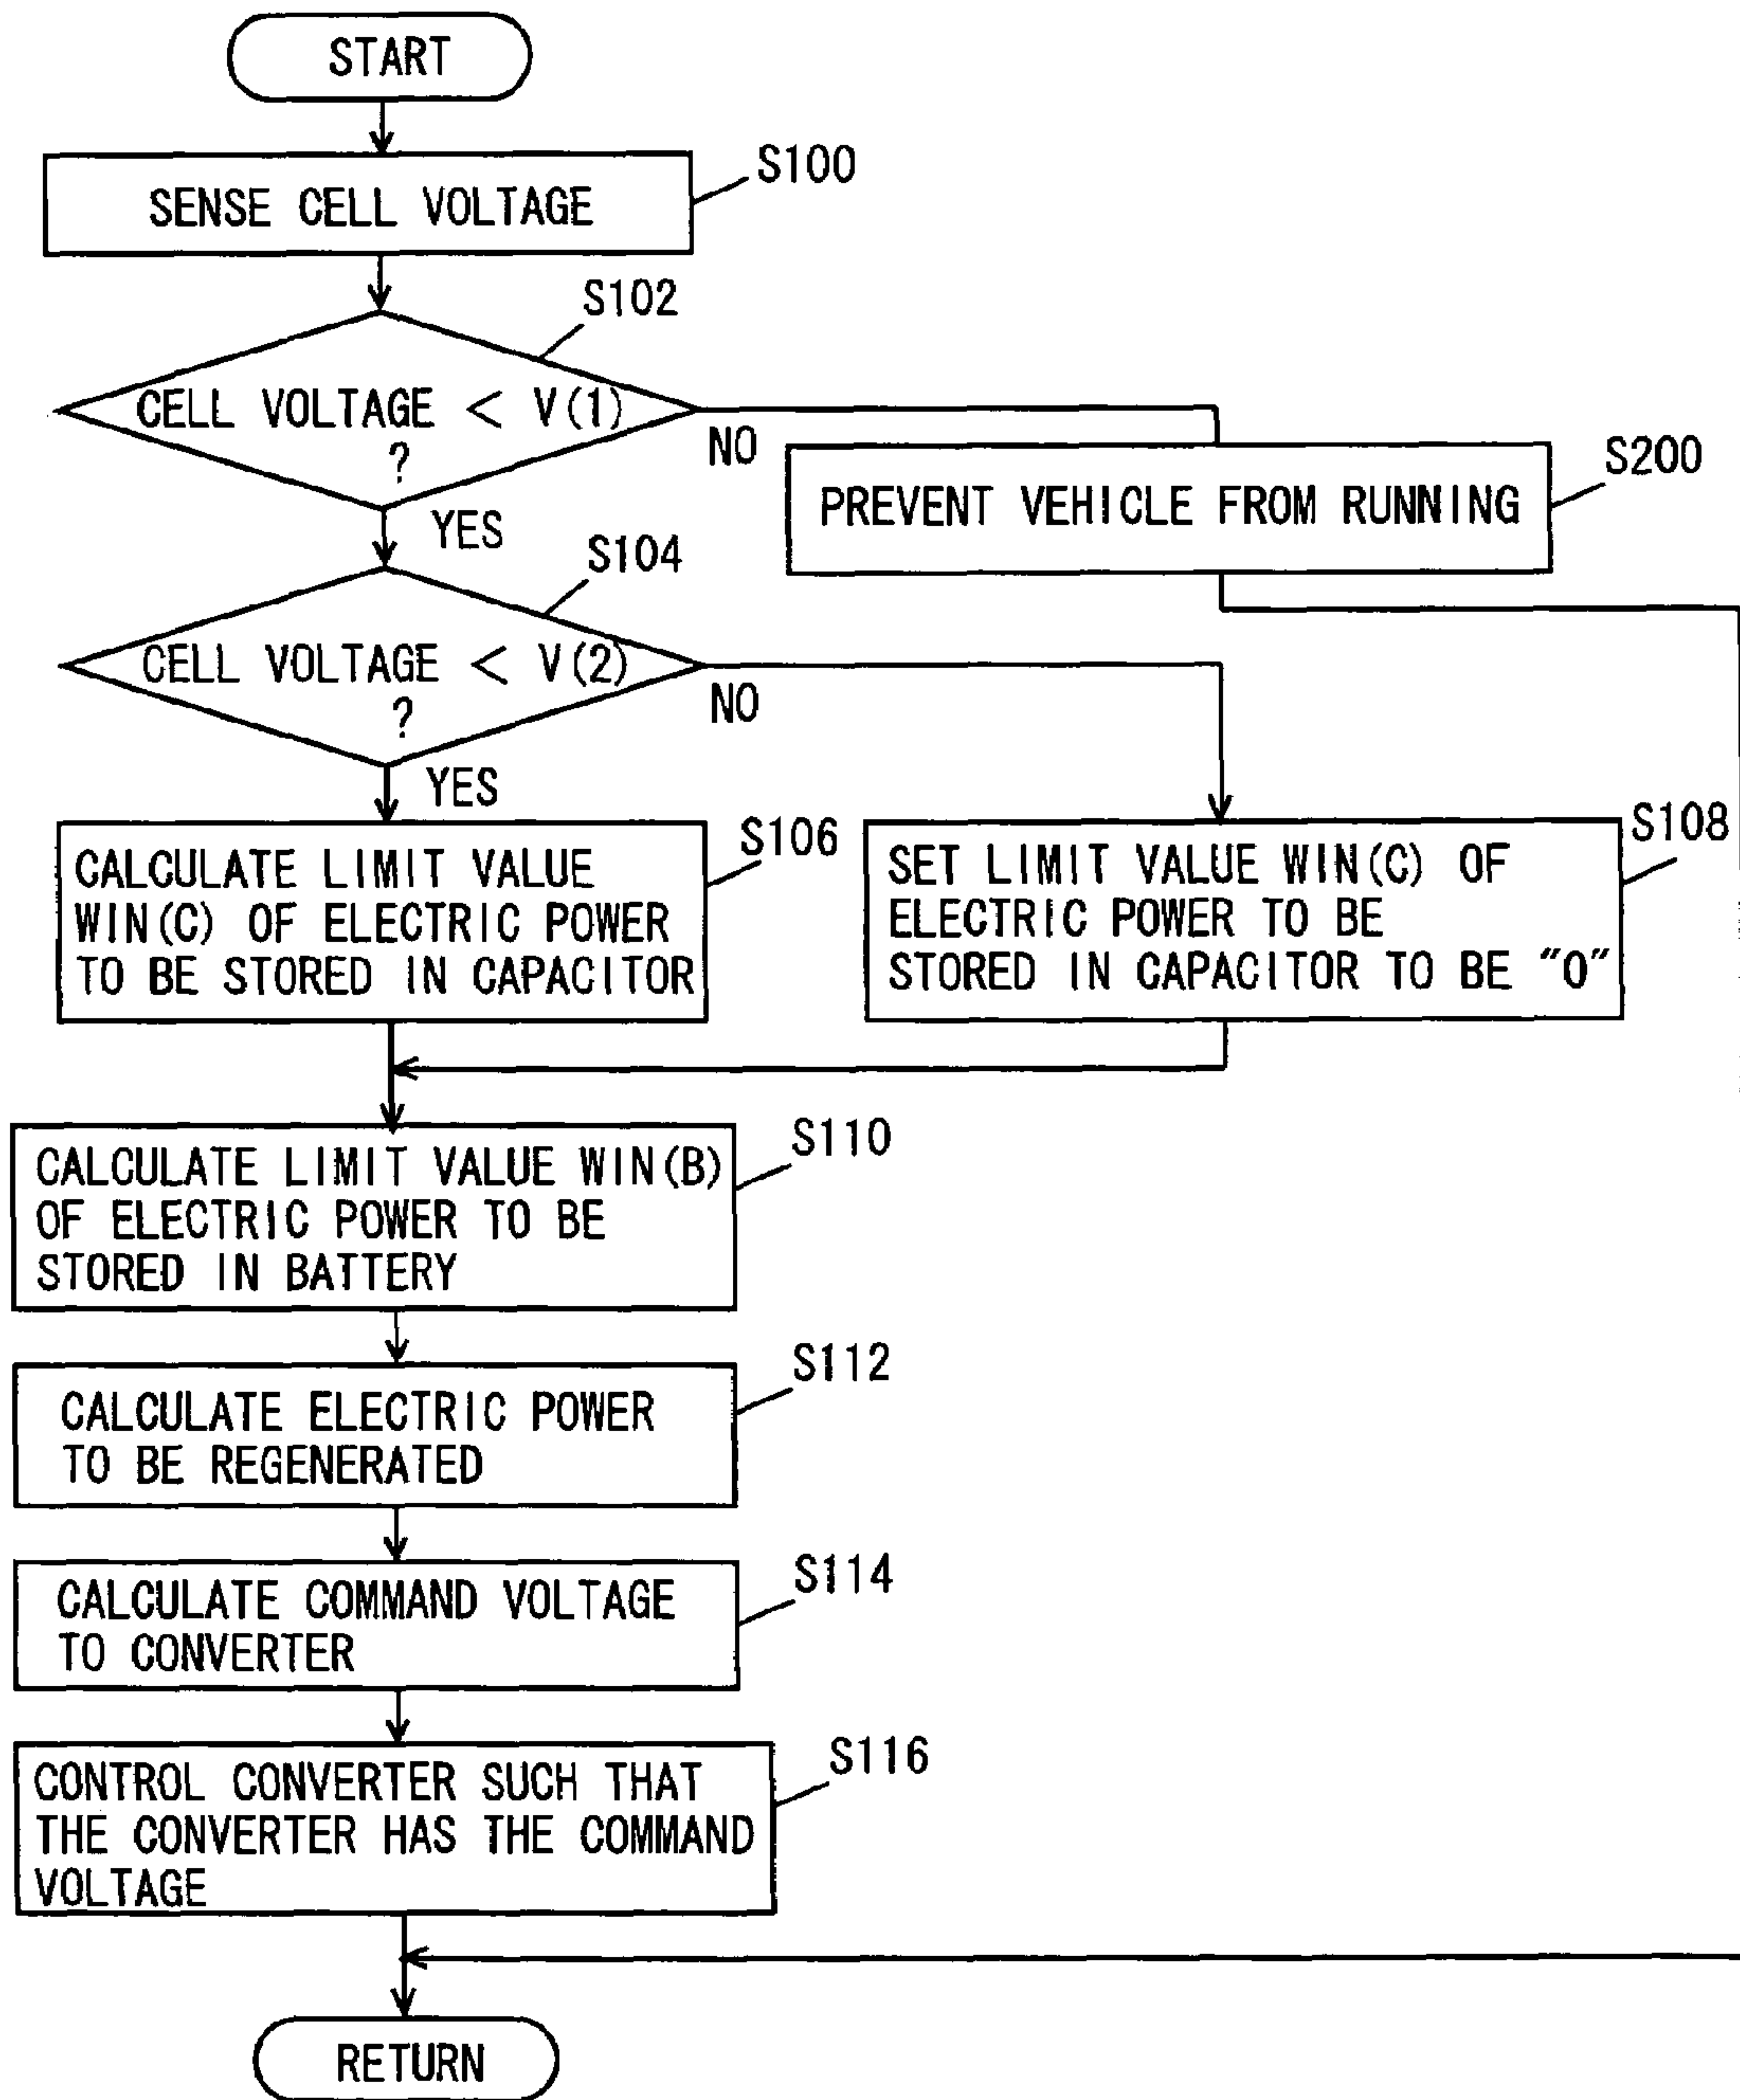 START
S100
SENSE CELL VOLTAGE
S102
CELL VOLTAGE < V(1)
?
NO
YES
S200
PREVENT VEHICLE FROM RUNNING
S104
CELL VOLTAGE < V(2)
?
NO
YES
S106
CALCULATE LIMIT VALUE
WIN(C) OF ELECTRIC POWER
TO BE STORED IN CAPACITOR
S108
SET LIMIT VALUE WIN(C) OF
ELECTRIC POWER TO BE
STORED IN CAPACITOR TO BE "0"
S110
CALCULATE LIMIT VALUE WIN(B)
OF ELECTRIC POWER TO BE
STORED IN BATTERY
S112
CALCULATE ELECTRIC POWER
TO BE REGENERATED
S114
CALCULATE COMMAND VOLTAGE
TO CONVERTER
S116
CONTROL CONVERTER SUCH THAT
THE CONVERTER HAS THE COMMAND
VOLTAGE
RETURN